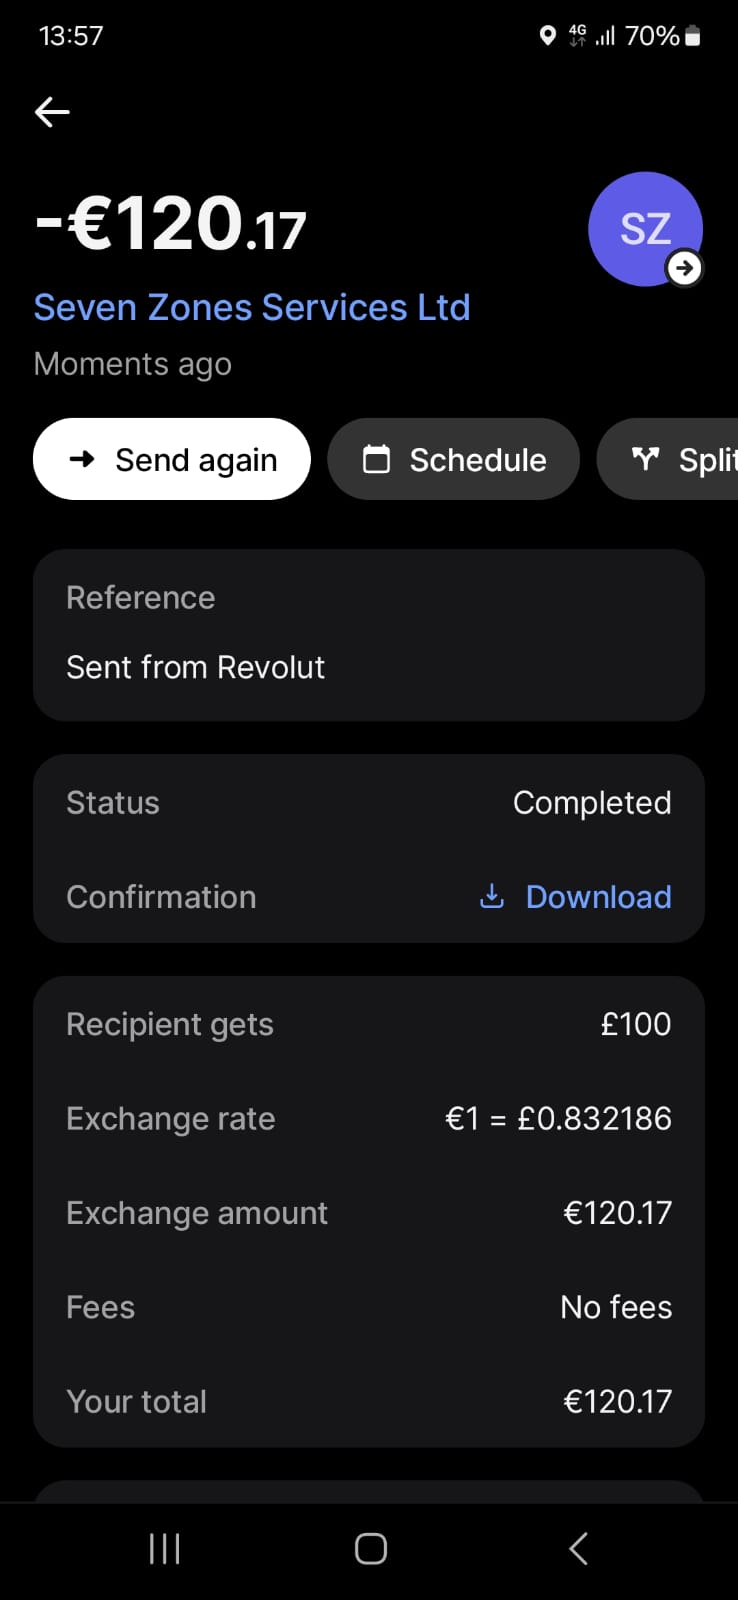 13:57 4G 70%
-€120.17
SZ
Seven Zones Services Ltd
Moments ago
Send again Schedule Split
Reference
Sent from Revolut
Status Completed
Confirmation Download
Recipient gets £100
Exchange rate €1 = £0.832186
Exchange amount €120.17
Fees No fees
Your total €120.17